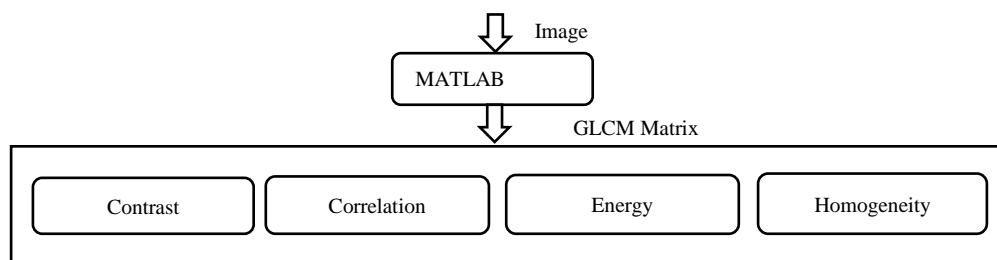 Image
MATLAB
GLCM Matrix
Contrast
Correlation
Energy
Homogeneity